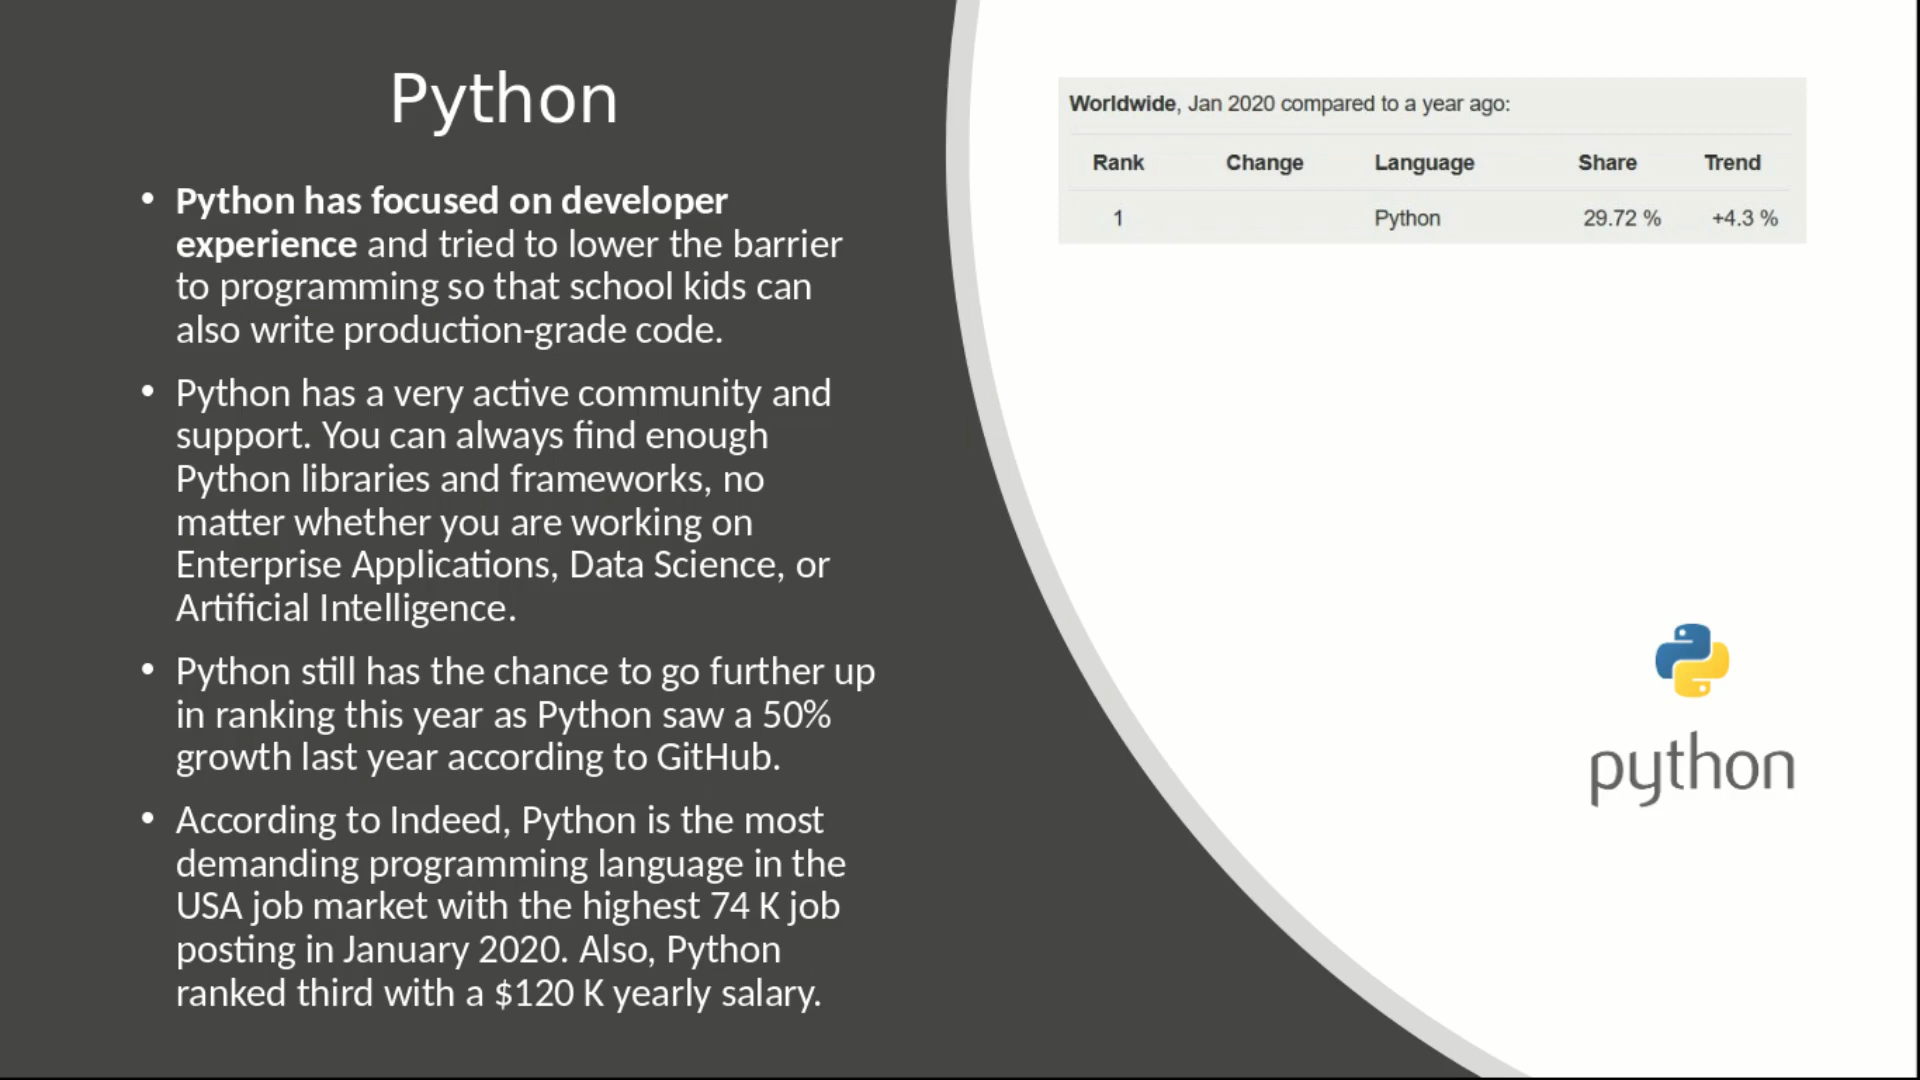 Python
• Python has focused on developer
experience and tried to lower the barrier
to programming so that school kids can
also write production-grade code.
• Python has a very active community and
support. You can always find enough
Python libraries and frameworks, no
matter whether you are working on
Enterprise Applications, Data Science, or
Artificial Intelligence.
• Python still has the chance to go further up
in ranking this year as Python saw a 50%
growth last year according to GitHub.
• According to Indeed, Python is the most
demanding programming language in the
USA job market with the highest 74 K job
posting in January 2020. Also, Python
ranked third with a $120 K yearly salary.
Worldwide, Jan 2020 compared to a year ago:
Rank Change Language Share Trend
1 Python 29.72 % +4.3 %
python